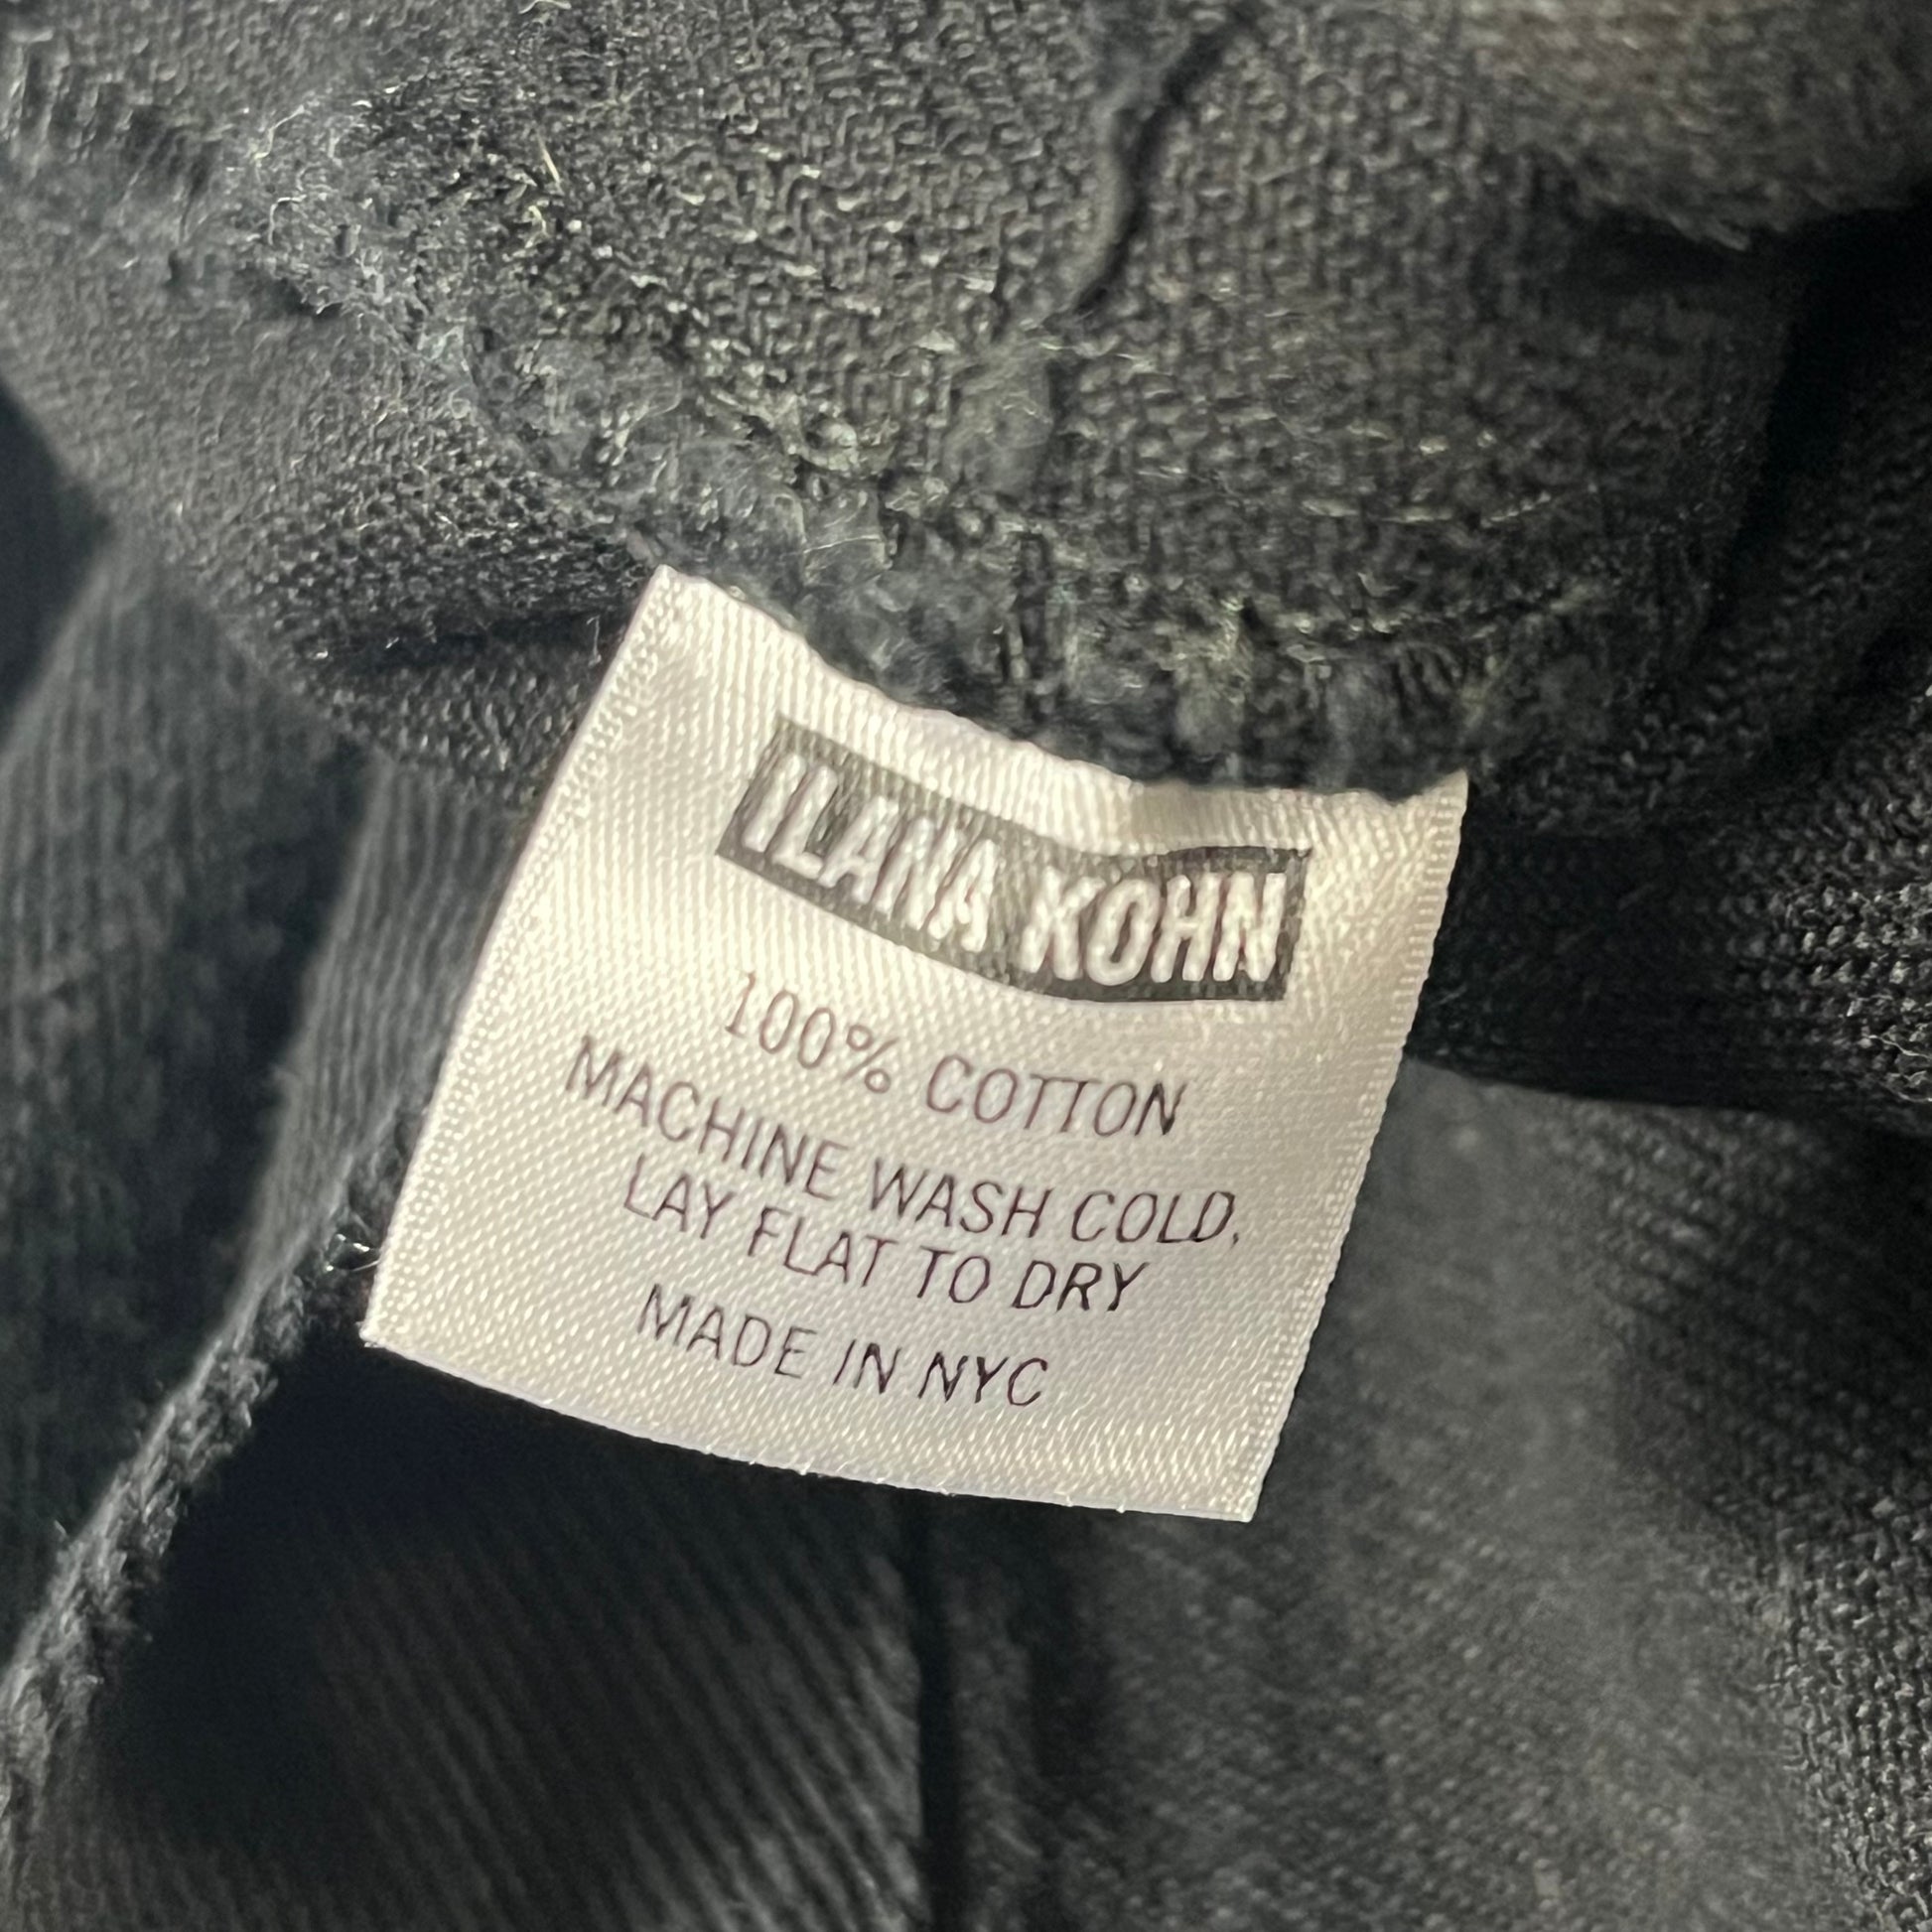 ILANA KOHN
100% COTTON
MACHINE WASH COLD,
LAY FLAT TO DRY
MADE IN NYC